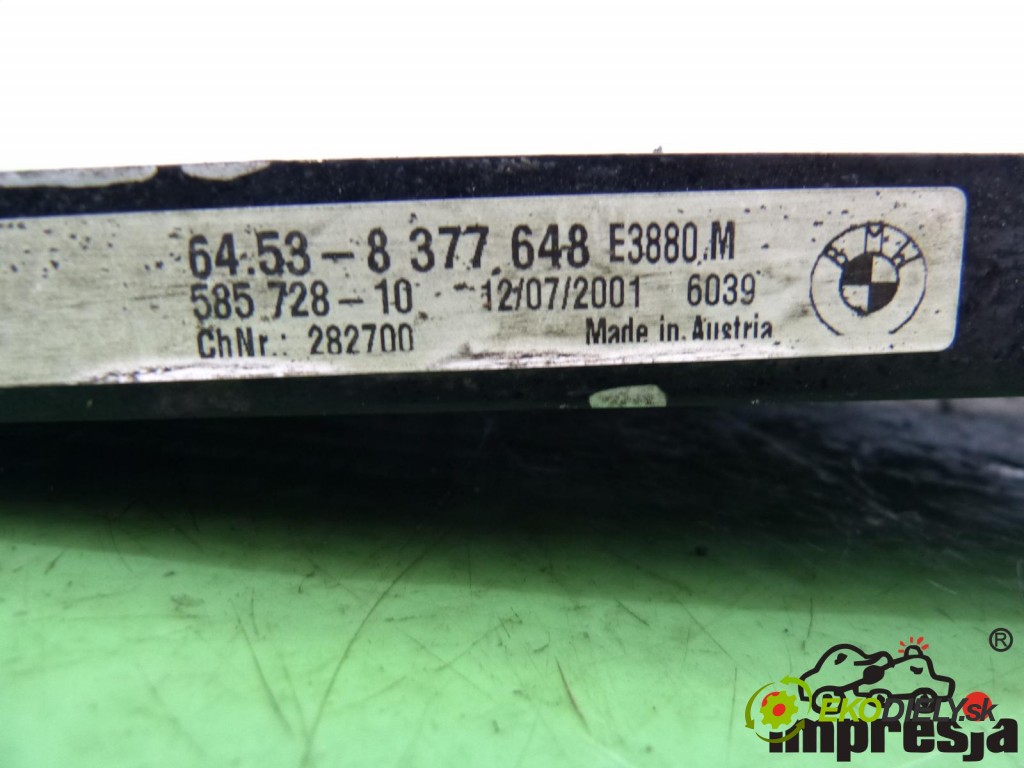 64.53-8 377 648 E3880.M
585 728-10 12/07/2001 6039
ChNr.: 282700 Made in Austria
BMW
®
EKODIELY.sk
impresja